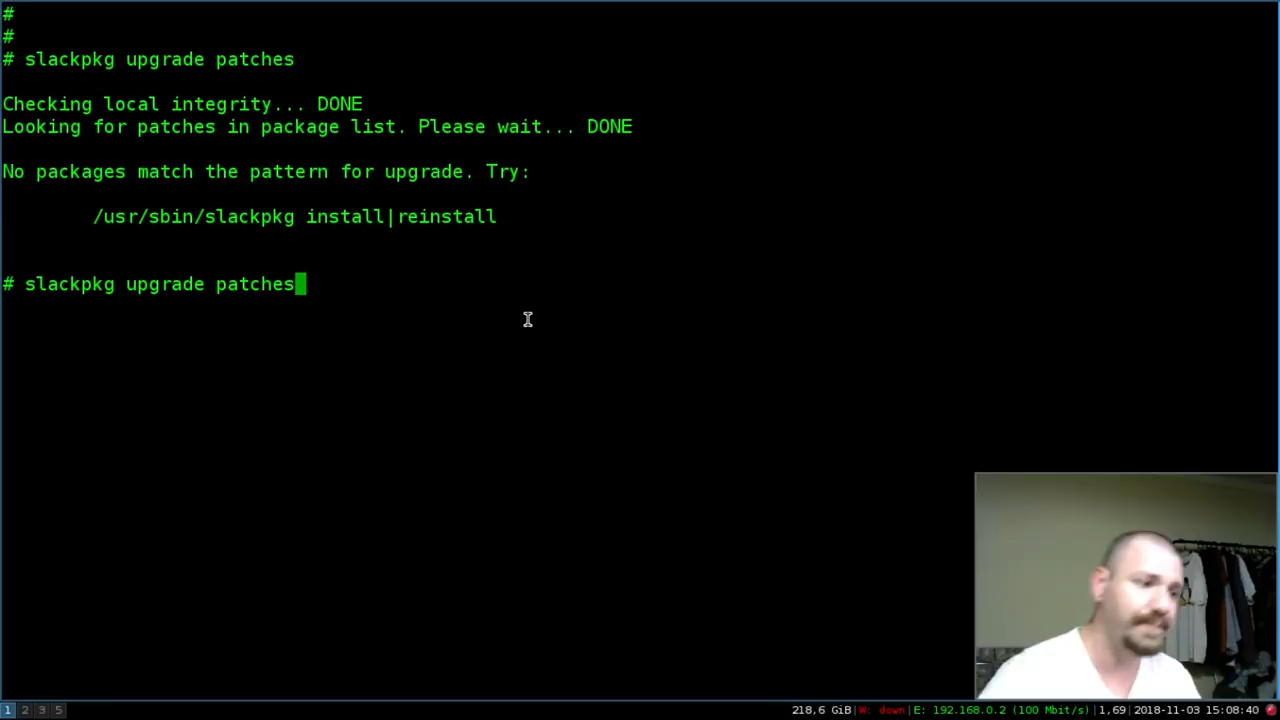 #
#
# slackpkg upgrade patches
Checking local integrity... DONE
Looking for patches in package list. Please wait... DONE
No packages match the pattern for upgrade. Try:
/usr/sbin/slackpkg install|reinstall
# slackpkg upgrade patches
1 2 3 5
218,6 GiB|W: down|E: 192.168.0.2 (100 Mbit/s)|1,69|2018-11-03 15:08:40